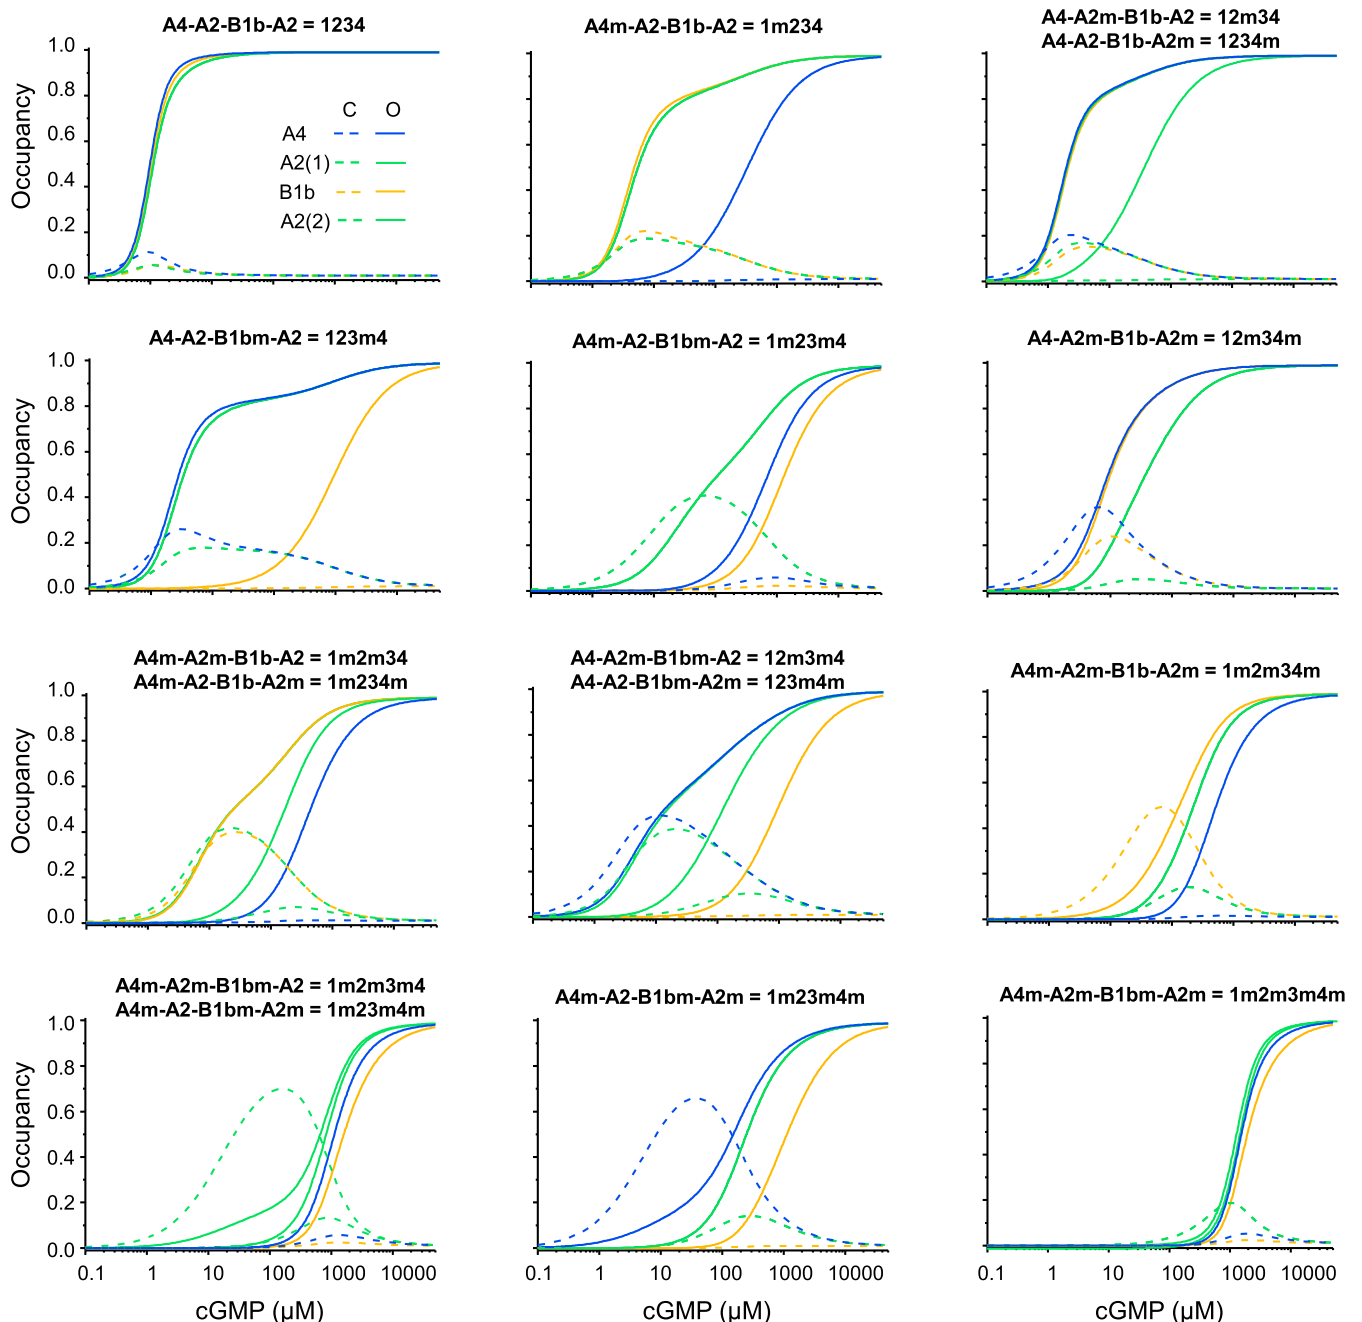 A4-A2-B1b-A2 = 1234
A4m-A2-B1b-A2 = 1m234
A4-A2m-B1b-A2 = 12m34
A4-A2-B1b-A2m = 1234m
Occupancy
1.0
0.8
0.6
0.4
0.2
0.0
C O
A4
A2(1)
B1b
A2(2)
A4-A2-B1bm-A2 = 123m4
A4m-A2-B1bm-A2 = 1m23m4
A4-A2m-B1b-A2m = 12m34m
Occupancy
1.0
0.8
0.6
0.4
0.2
0.0
A4m-A2m-B1b-A2 = 1m2m34
A4m-A2-B1b-A2m = 1m234m
A4-A2m-B1bm-A2 = 12m3m4
A4-A2-B1bm-A2m = 123m4m
A4m-A2m-B1b-A2m = 1m2m34m
Occupancy
1.0
0.8
0.6
0.4
0.2
0.0
A4m-A2m-B1bm-A2 = 1m2m3m4
A4m-A2-B1bm-A2m = 1m23m4m
A4m-A2-B1bm-A2m = 1m23m4m
A4m-A2m-B1bm-A2m = 1m2m3m4m
Occupancy
1.0
0.8
0.6
0.4
0.2
0.0
0.1 1 10 100 1000 10000
0.1 1 10 100 1000 10000
0.1 1 10 100 1000 10000
cGMP (µM)
cGMP (µM)
cGMP (µM)